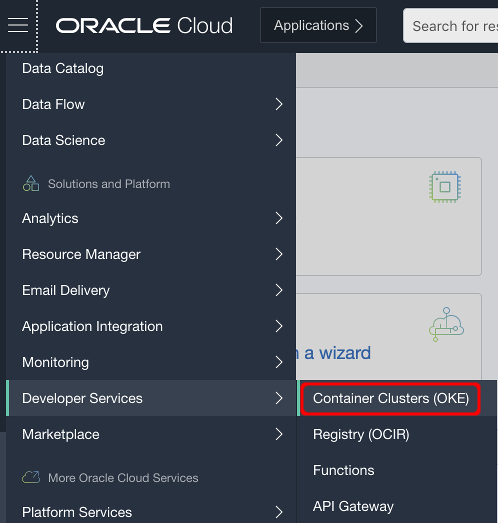 ORACLE Cloud
Applications
Search for res
Data Catalog
Data Flow
Data Science
Solutions and Platform
Analytics
Resource Manager
Email Delivery
Application Integration
n a wizard
Monitoring
Developer Services
Container Clusters (OKE)
Marketplace
Registry (OCIR)
Functions
More Oracle Cloud Services
API Gateway
Platform Services